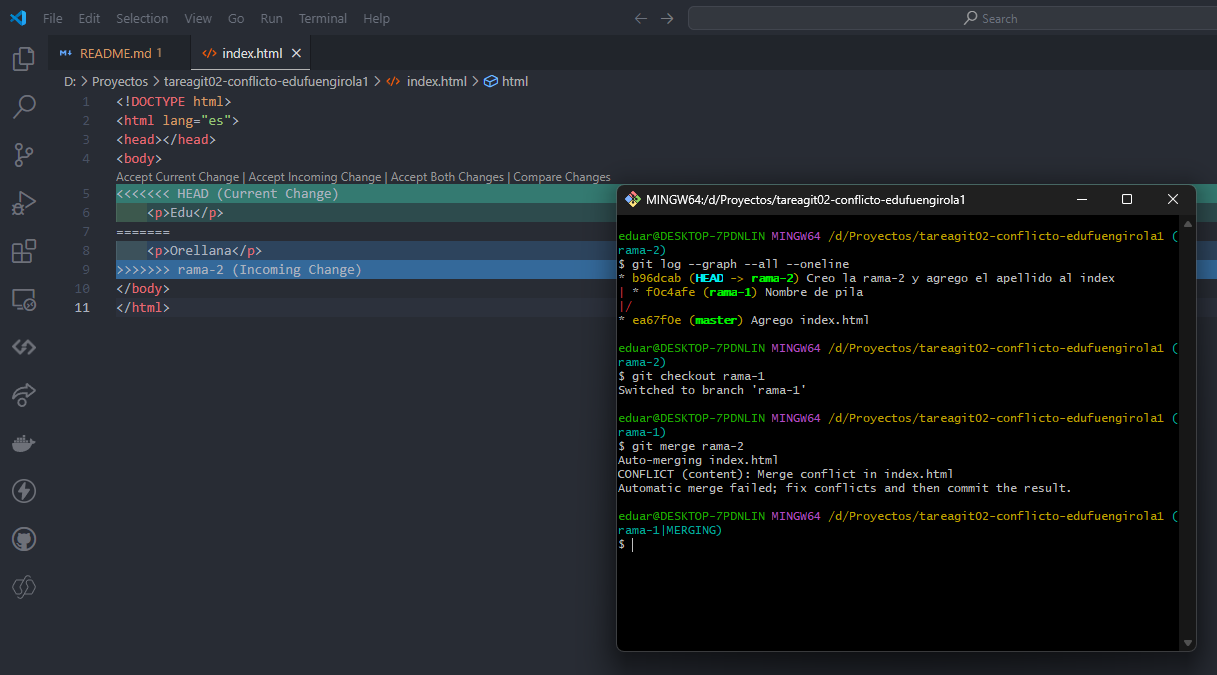 File Edit Selection View Go Run Terminal Help
Search
README.md 1
index.html
D: > Proyectos > tareagit02-conflicto-edufuengirola1 > index.html > html
1 <!DOCTYPE html>
2 <html lang="es">
3 <head></head>
4 <body>
Accept Current Change | Accept Incoming Change | Accept Both Changes | Compare Changes
5 <<<<<<< HEAD (Current Change)
6 <p>Edu</p>
7 =======
8 <p>Orellana</p>
9 >>>>>>> rama-2 (Incoming Change)
10 </body>
11 </html>
MINGW64:/d/Proyectos/tareagit02-conflicto-edufuengirola1
eduar@DESKTOP-7PDNLIN MINGW64 /d/Proyectos/tareagit02-conflicto-edufuengirola1 (
rama-2)
$ git log --graph --all --oneline
* b96dcab (HEAD -> rama-2) Creo la rama-2 y agrego el apellido al index
| * f0c4afe (rama-1) Nombre de pila
|/
* ea67f0e (master) Agrego index.html
eduar@DESKTOP-7PDNLIN MINGW64 /d/Proyectos/tareagit02-conflicto-edufuengirola1 (
rama-2)
$ git checkout rama-1
Switched to branch 'rama-1'
eduar@DESKTOP-7PDNLIN MINGW64 /d/Proyectos/tareagit02-conflicto-edufuengirola1 (
rama-1)
$ git merge rama-2
Auto-merging index.html
CONFLICT (content): Merge conflict in index.html
Automatic merge failed; fix conflicts and then commit the result.
eduar@DESKTOP-7PDNLIN MINGW64 /d/Proyectos/tareagit02-conflicto-edufuengirola1 (
rama-1|MERGING)
$